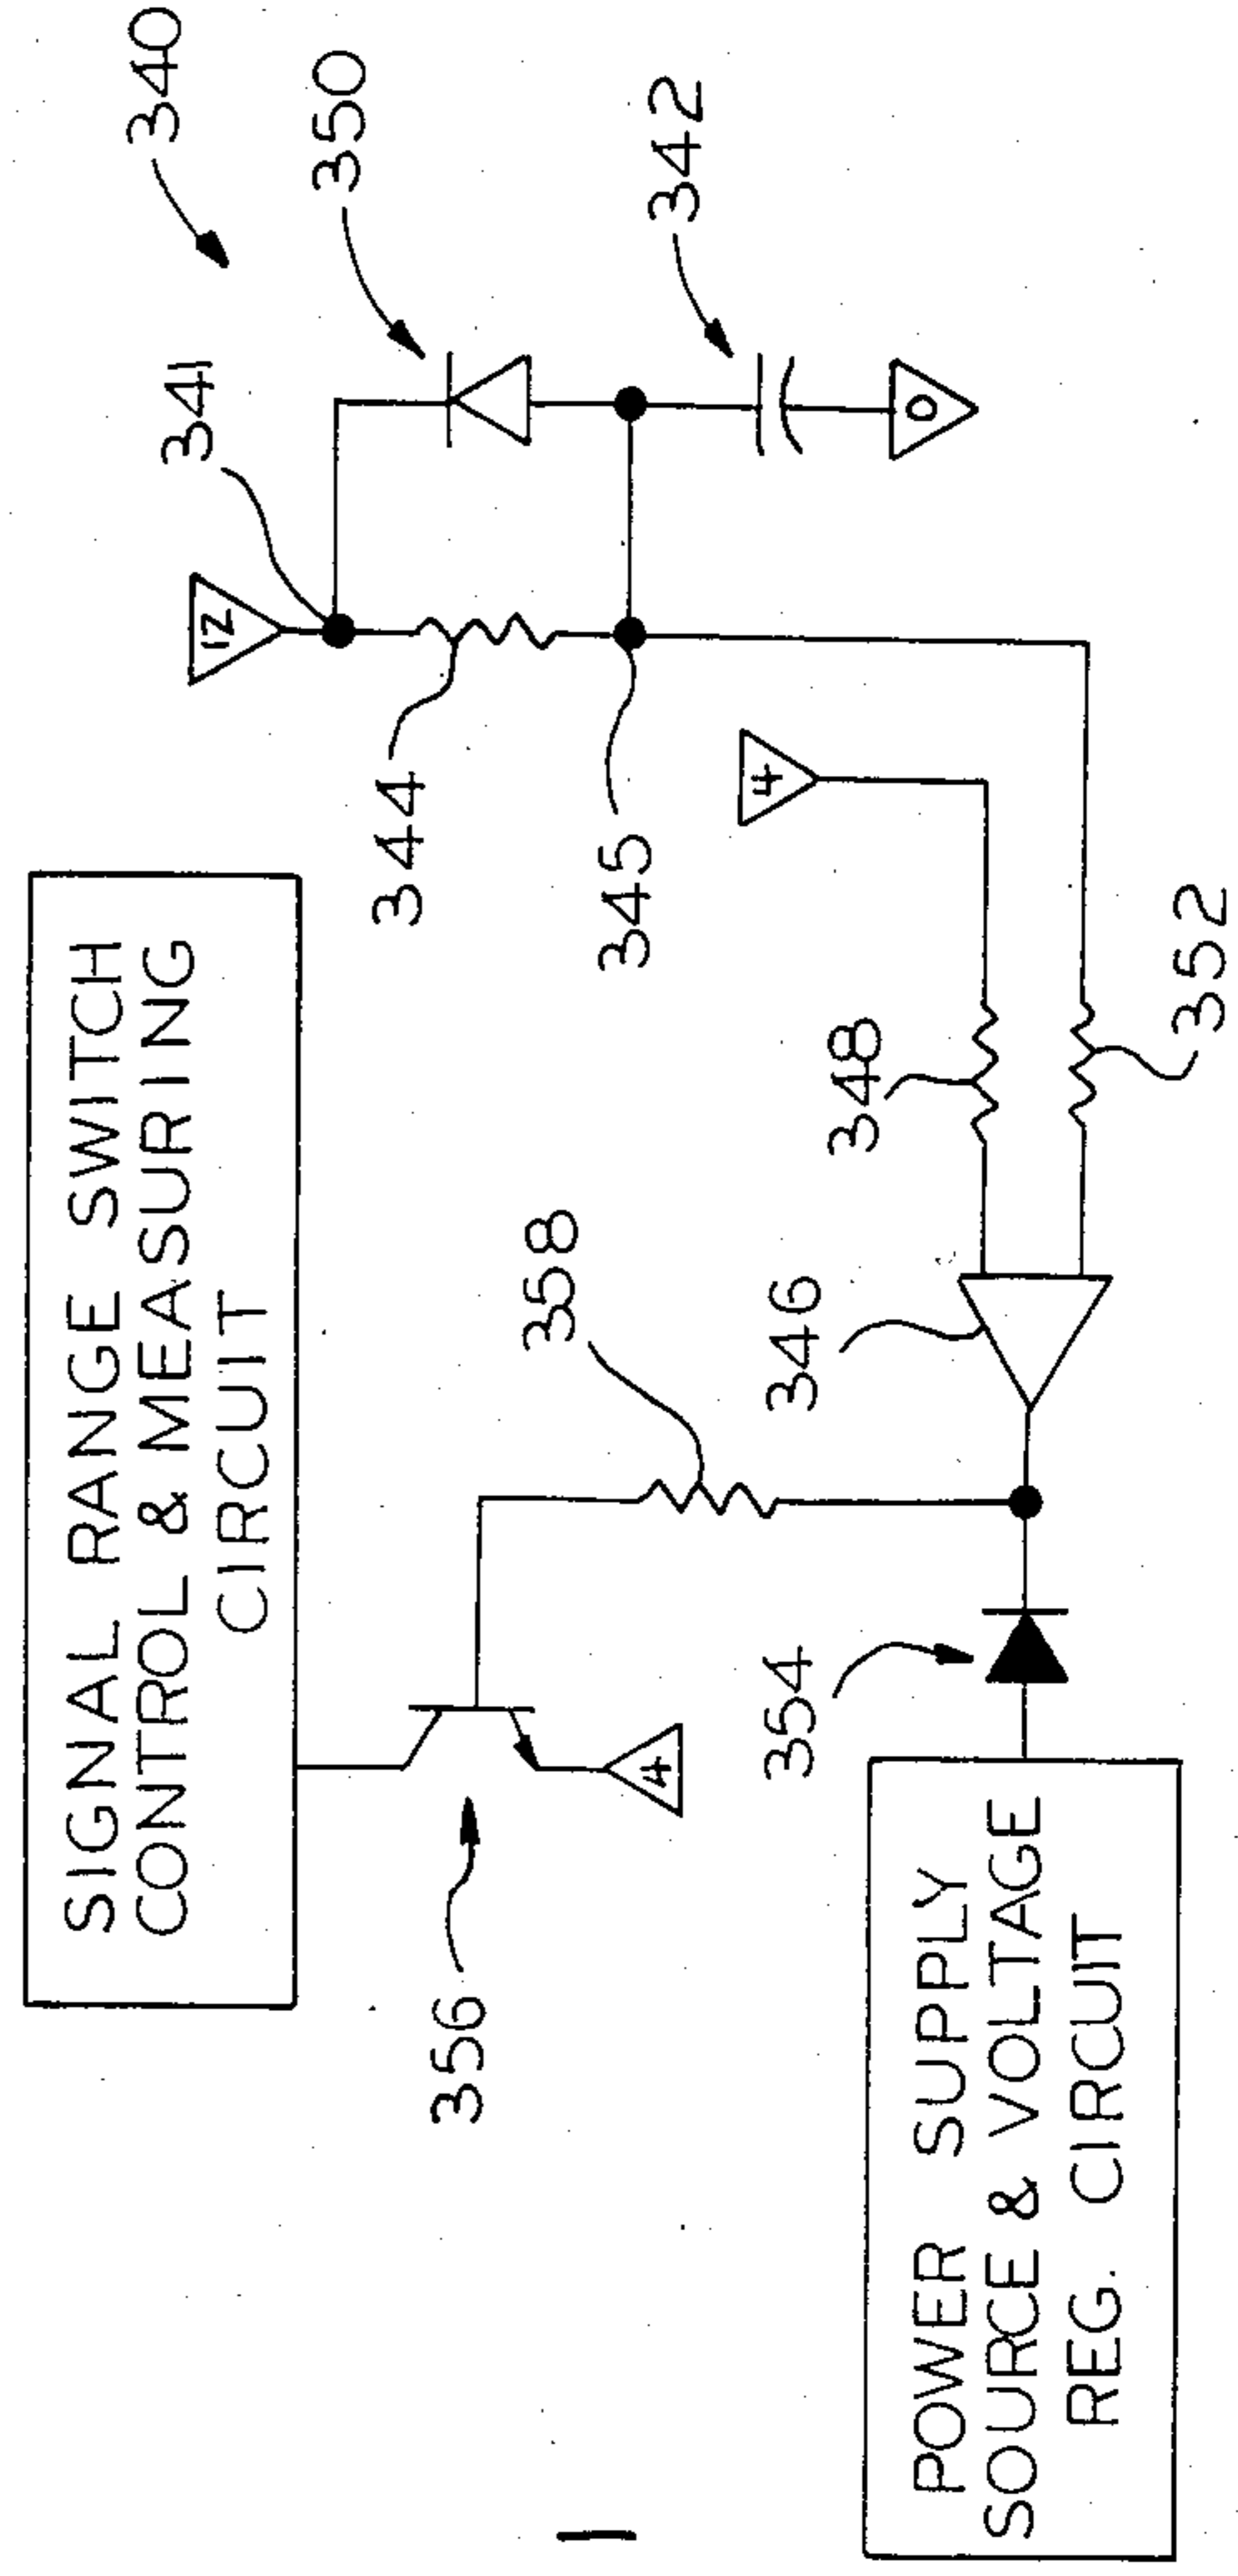 SIGNAL RANGE SWITCH
CONTROL & MEASURING
CIRCUIT
340
341
350
342
12
344
345
0
4
348
352
346
358
356
4
354
POWER SUPPLY
SOURCE & VOLTAGE
REG. CIRCUIT